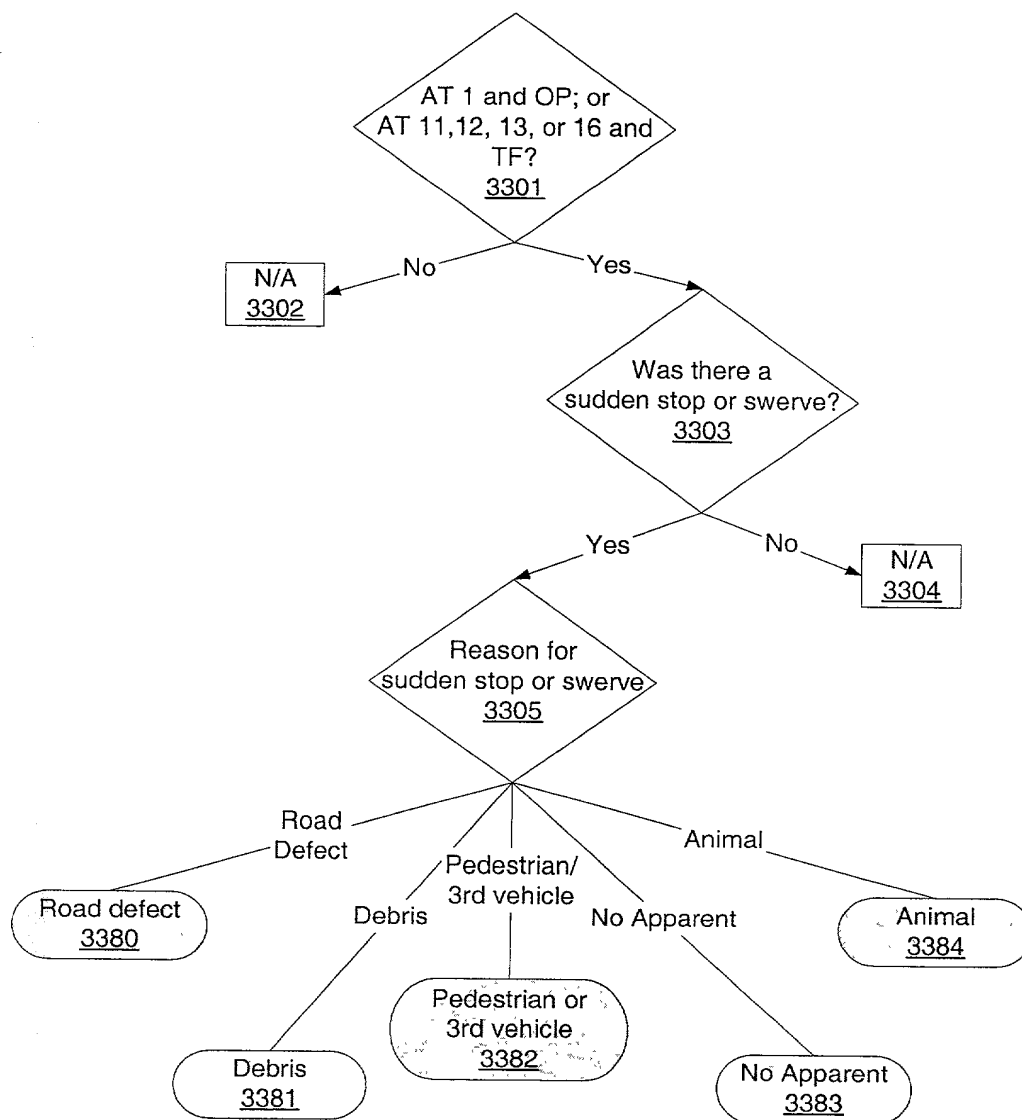 AT 1 and OP; or
AT 11,12, 13, or 16 and
TF?
3301
No
Yes
N/A
3302
Was there a
sudden stop or swerve?
3303
Yes
No
N/A
3304
Reason for
sudden stop or swerve
3305
Road
Defect
Debris
Pedestrian/
3rd vehicle
No Apparent
Animal
Road defect
3380
Animal
3384
Pedestrian or
3rd vehicle
3382
Debris
3381
No Apparent
3383